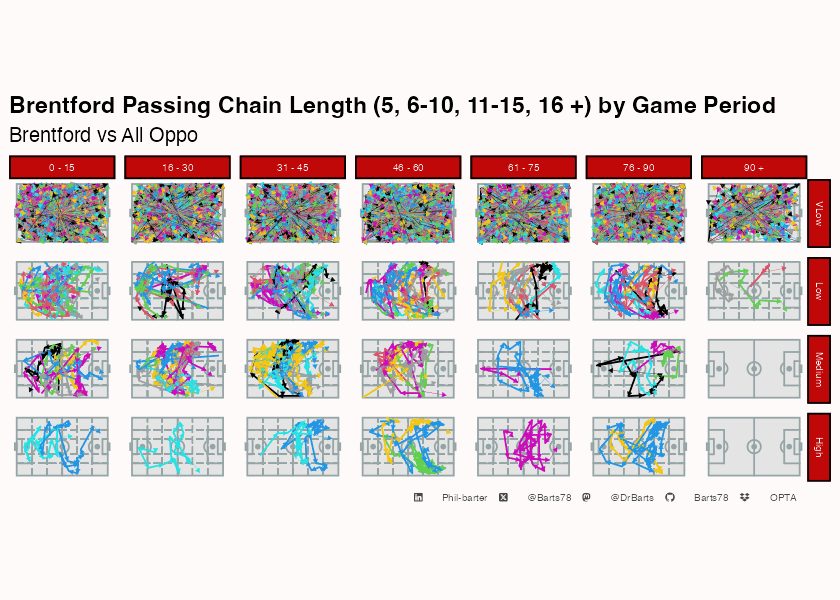 Brentford Passing Chain Length (5, 6-10, 11-15, 16 +) by Game Period
Brentford vs All Oppo
0 - 15 16 - 30 31 - 45 46 - 60 61 - 75 76 - 90 90 +
VLow
Low
Medium
High
Phil-barter @Barts78 @DrBarts Barts78 OPTA